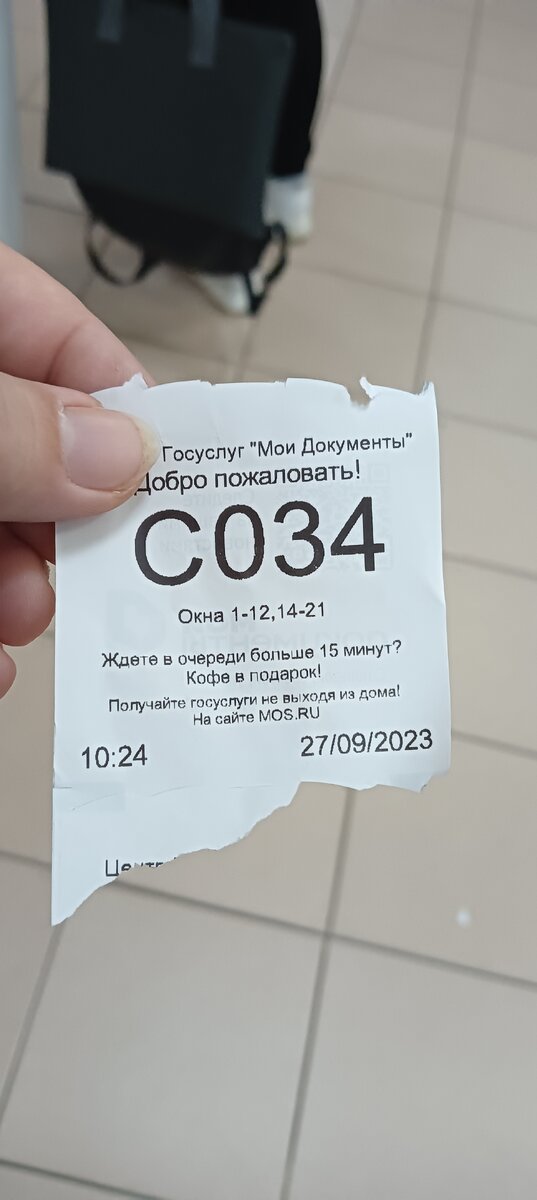 Госуслуг "Мои Документы"
Добро пожаловать!
C034
Окна 1-12,14-21
Ждете в очереди больше 15 минут?
Кофе в подарок!
Получайте госуслуги не выходя из дома!
На сайте MOS.RU
10:24 27/09/2023